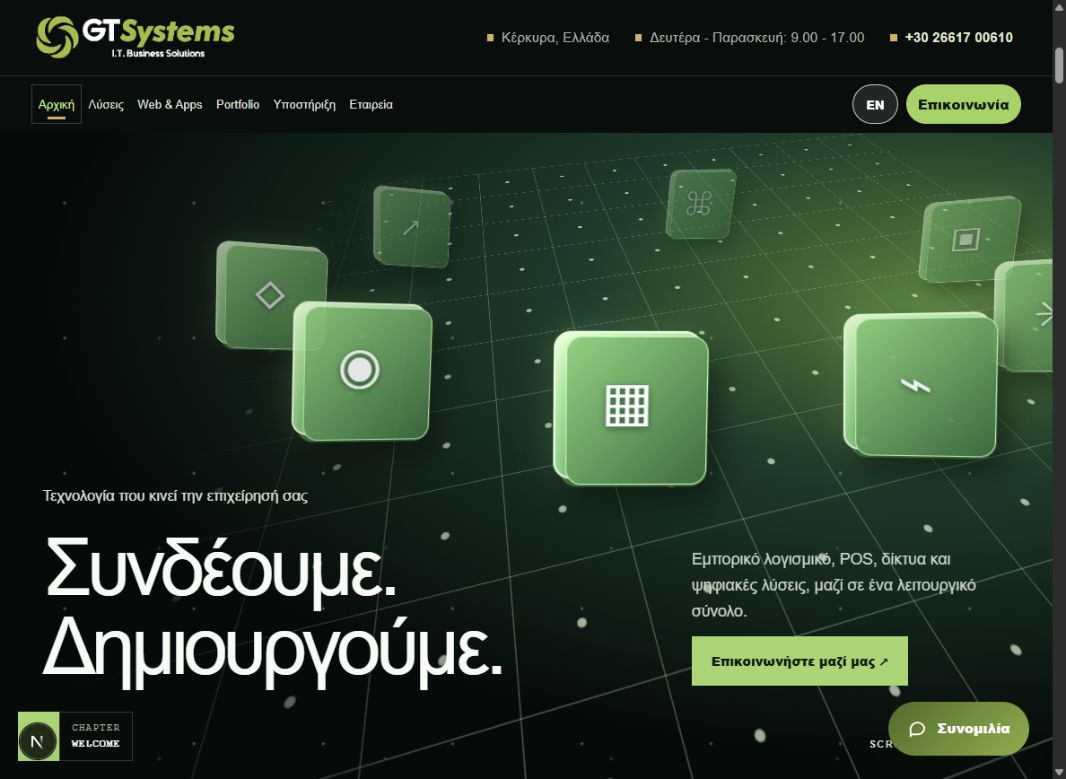 GTSystems
I.T. Business Solutions
Κέρκυρα, Ελλάδα
Δευτέρα - Παρασκευή: 9.00 - 17.00
+30 26617 00610
Αρχική
Λύσεις
Web & Apps
Portfolio
Υποστήριξη
Εταιρεία
EN
Επικοινωνία
Τεχνολογία που κινεί την επιχείρησή σας
Συνδέουμε.
Δημιουργούμε.
Εμπορικό λογισμικό, POS, δίκτυα και
ψηφιακές λύσεις, μαζί σε ένα λειτουργικό
σύνολο.
Επικοινωνήστε μαζί μας ↗
N
CHAPTER
WELCOME
SCR
Συνομιλία